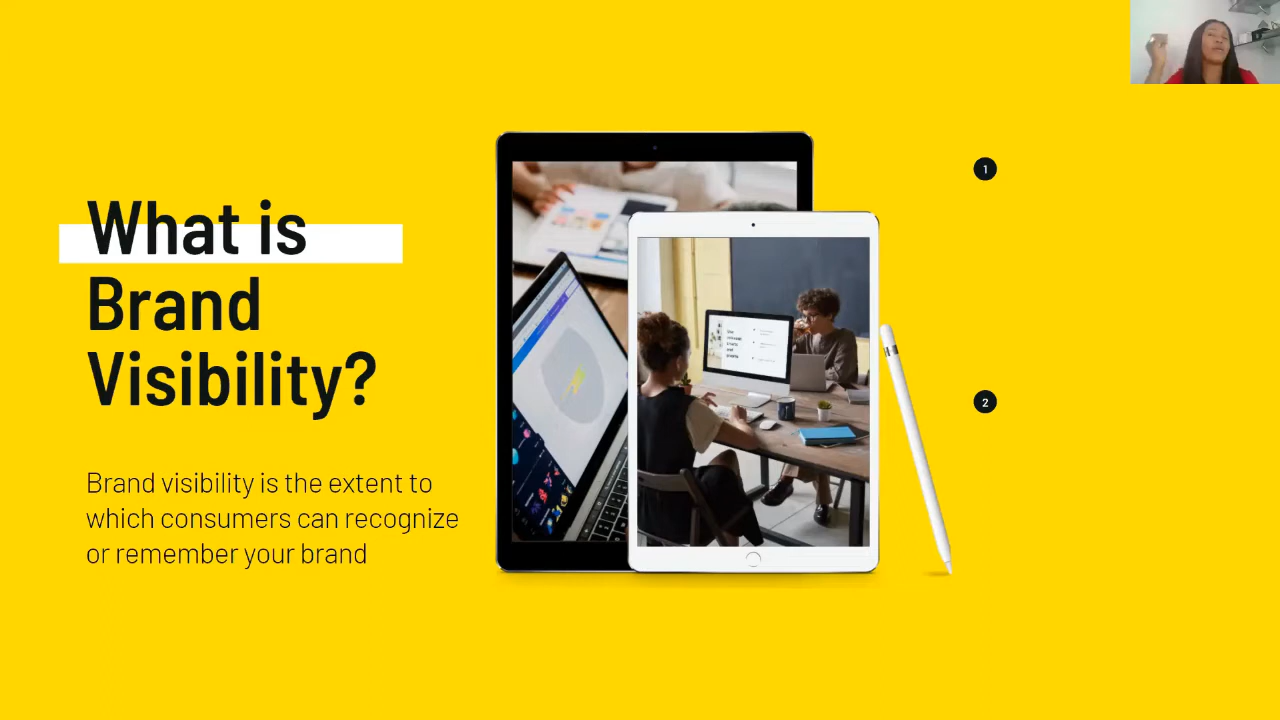 What is
Brand
Visibility?
Brand visibility is the extent to
which consumers can recognize
or remember your brand
1
2